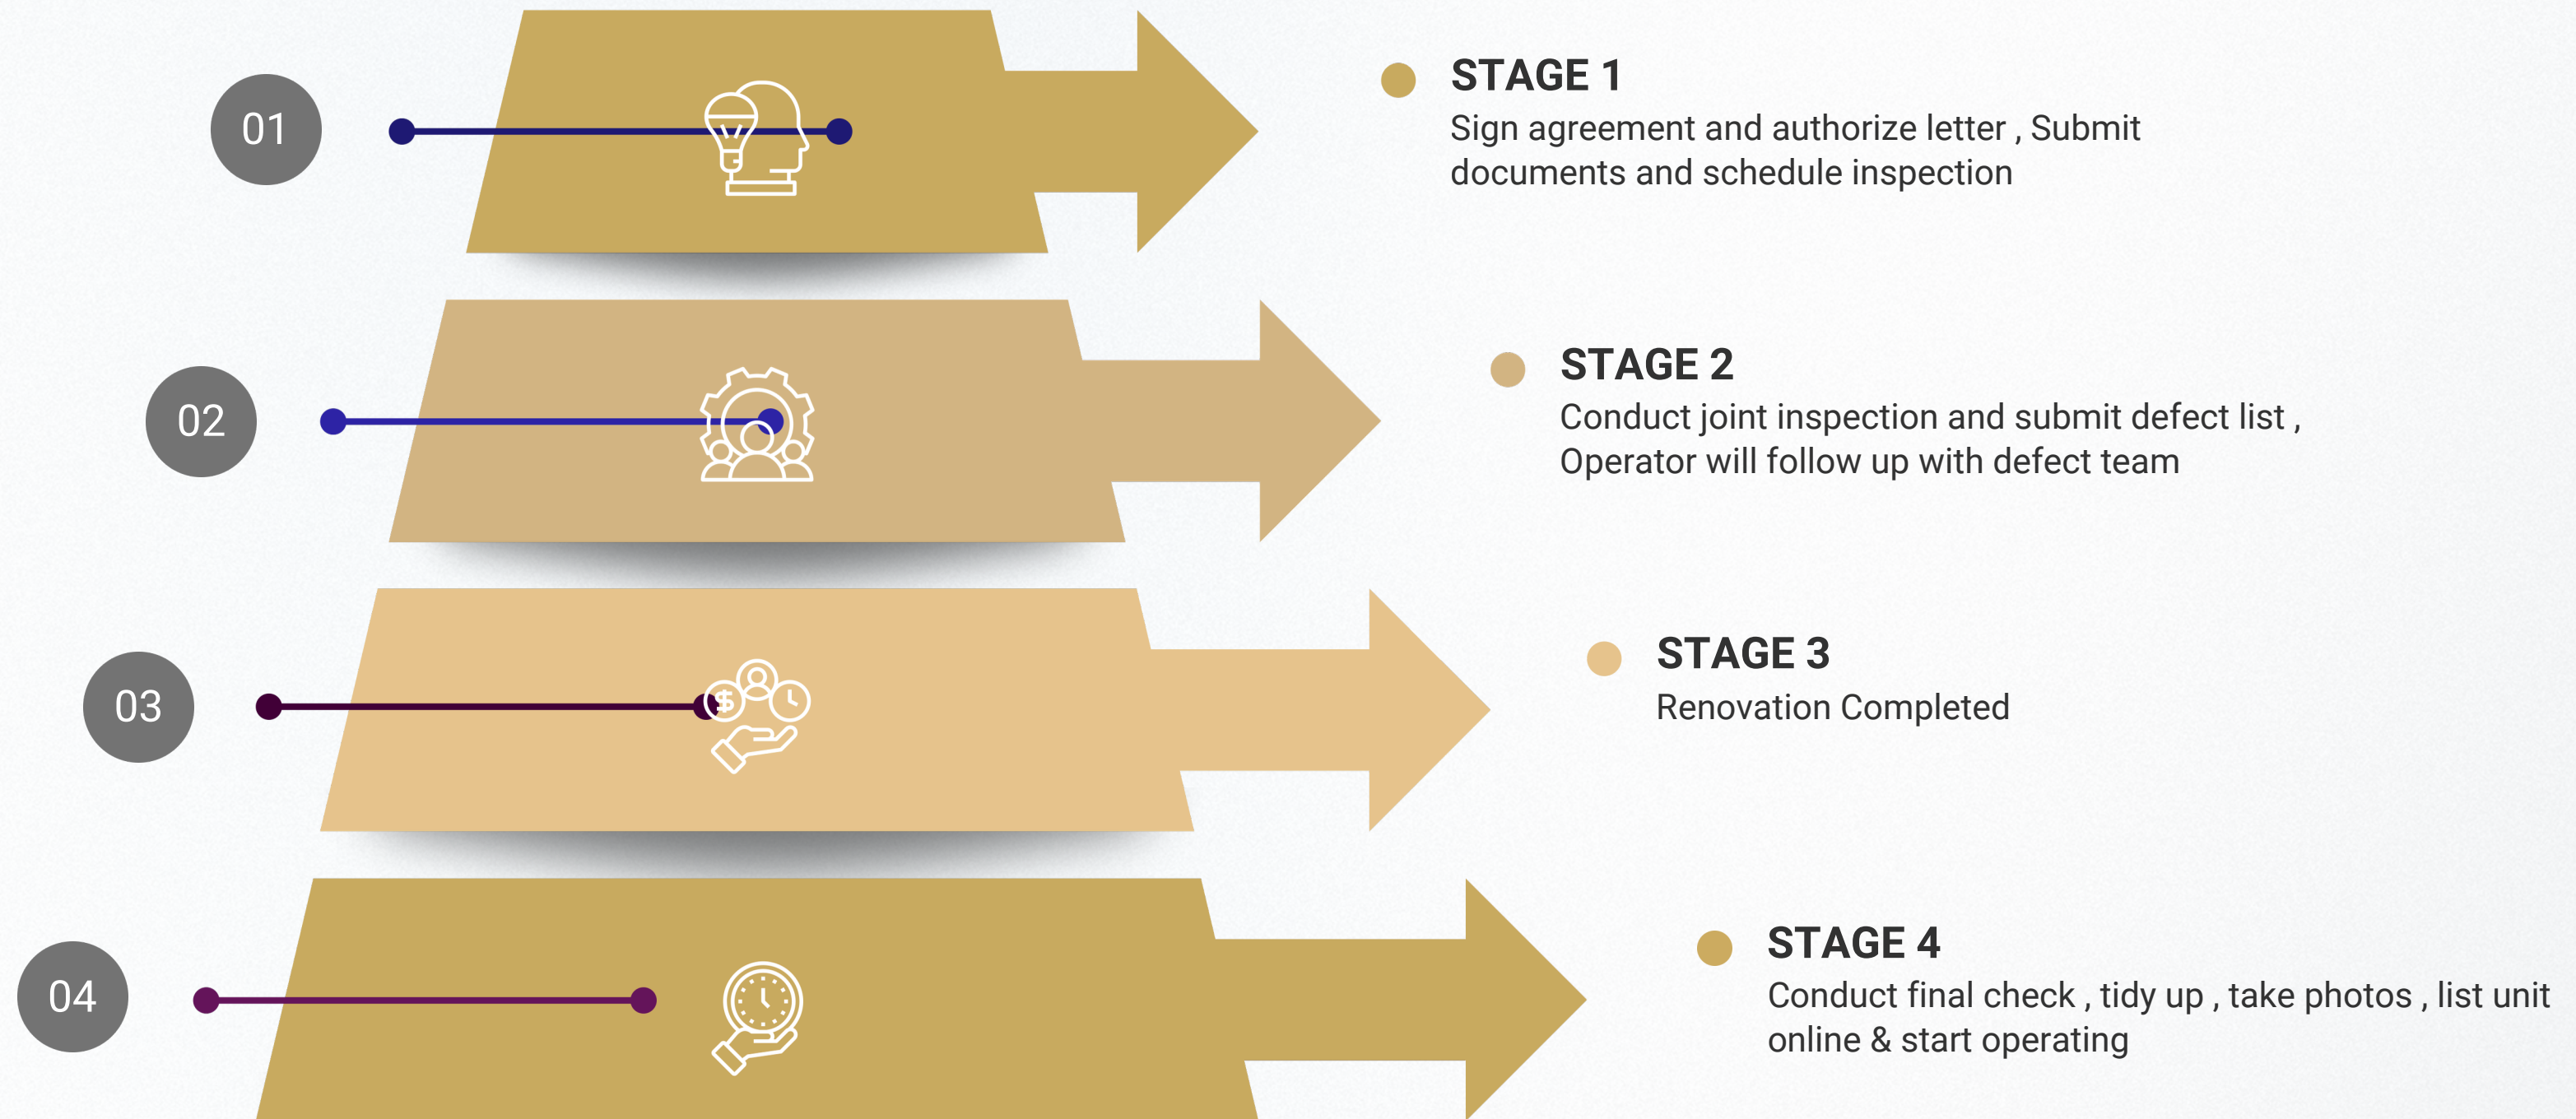 01
STAGE 1
Sign agreement and authorize letter , Submit
documents and schedule inspection
02
STAGE 2
Conduct joint inspection and submit defect list ,
Operator will follow up with defect team
03
$
STAGE 3
Renovation Completed
04
STAGE 4
Conduct final check , tidy up , take photos , list unit
online & start operating